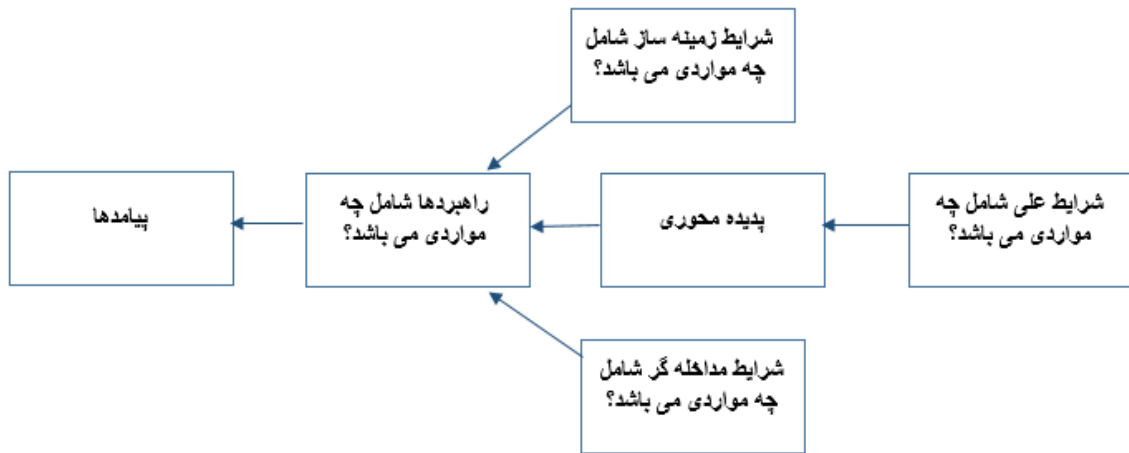 شرایط زمینه ساز شامل
چه مواردی می باشد؟
شرایط علی شامل چه
مواردی می باشد؟
پدیده محوری
راهبردها شامل چه
مواردی می باشد؟
پیامدها
شرایط مداخله گر شامل
چه مواردی می باشد؟